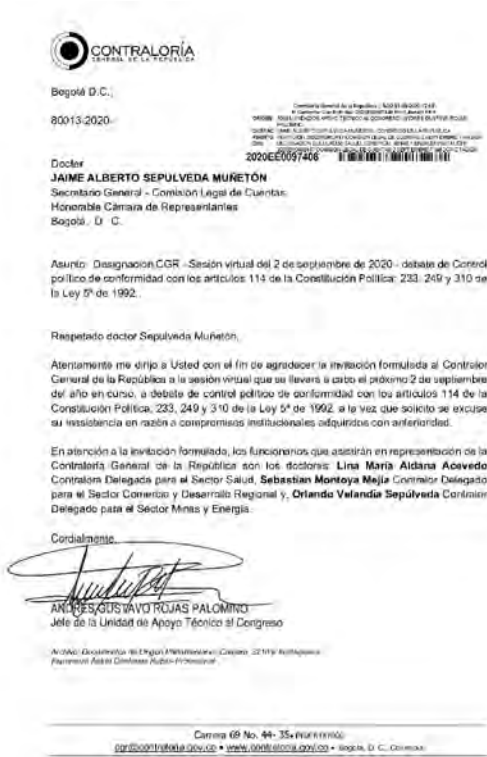 CONTRALORÍA
GENERAL DE LA REPÚBLICA
Bogotá D.C.,
80013-2020-
2020EE0097406
Doctor
JAIME ALBERTO SEPULVEDA MUÑETÓN
Secretario General - Comisión Legal de Cuentas
Honorable Cámara de Representantes
Bogotá, D. C.
Asunto: Designación CGR - Sesión virtual del 2 de septiembre de 2020 - debate de Control
político de conformidad con los artículos 114 de la Constitución Política; 233, 249 y 310 de
la Ley 5ª de 1992.
Respetado doctor Sepulveda Muñetón,
Atentamente me dirijo a Usted con el fin de agradecer la invitación formulada al Contralor
General de la República a la sesión virtual que se llevará a cabo el próximo 2 de septiembre
del año en curso, a debate de control político de conformidad con los artículos 114 de la
Constitución Política; 233, 249 y 310 de la Ley 5ª de 1992, a la vez que solicito se excuse
su inasistencia en razón a compromisos institucionales adquiridos con anterioridad.
En atención a la invitación formulada, los funcionarios que asistirán en representación de la
Contraloría General de la República son los doctores: Lina María Aldana Acevedo
Contralora Delegada para el Sector Salud, Sebastian Montoya Mejía Contralor Delegado
para el Sector Comercio y Desarrollo Regional y, Orlando Velandia Sepúlveda Contralor
Delegado para el Sector Minas y Energía.
Cordialmente,
ANDRES GUSTAVO ROJAS PALOMINO
Jefe de la Unidad de Apoyo Técnico al Congreso
Carrera 69 No. 44- 35
cgr@contraloria.gov.co • www.contraloria.gov.co • Bogotá, D. C., Colombia